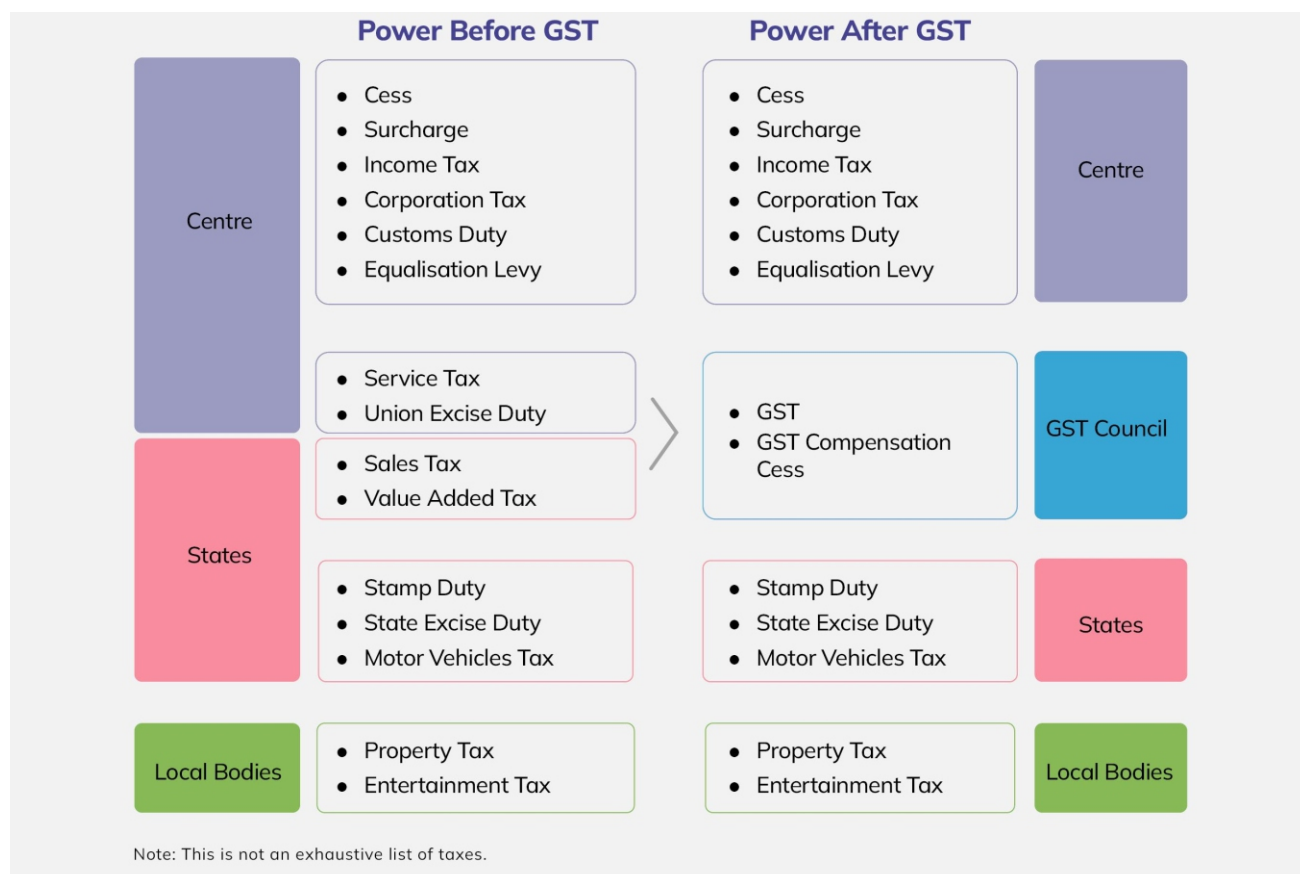 Power Before GST
Power After GST
Centre
● Cess
● Surcharge
● Income Tax
● Corporation Tax
● Customs Duty
● Equalisation Levy
● Cess
● Surcharge
● Income Tax
● Corporation Tax
● Customs Duty
● Equalisation Levy
Centre
● Service Tax
● Union Excise Duty
States
● Sales Tax
● Value Added Tax
● GST
● GST Compensation
Cess
GST Council
● Stamp Duty
● State Excise Duty
● Motor Vehicles Tax
● Stamp Duty
● State Excise Duty
● Motor Vehicles Tax
States
Local Bodies
● Property Tax
● Entertainment Tax
● Property Tax
● Entertainment Tax
Local Bodies
Note: This is not an exhaustive list of taxes.